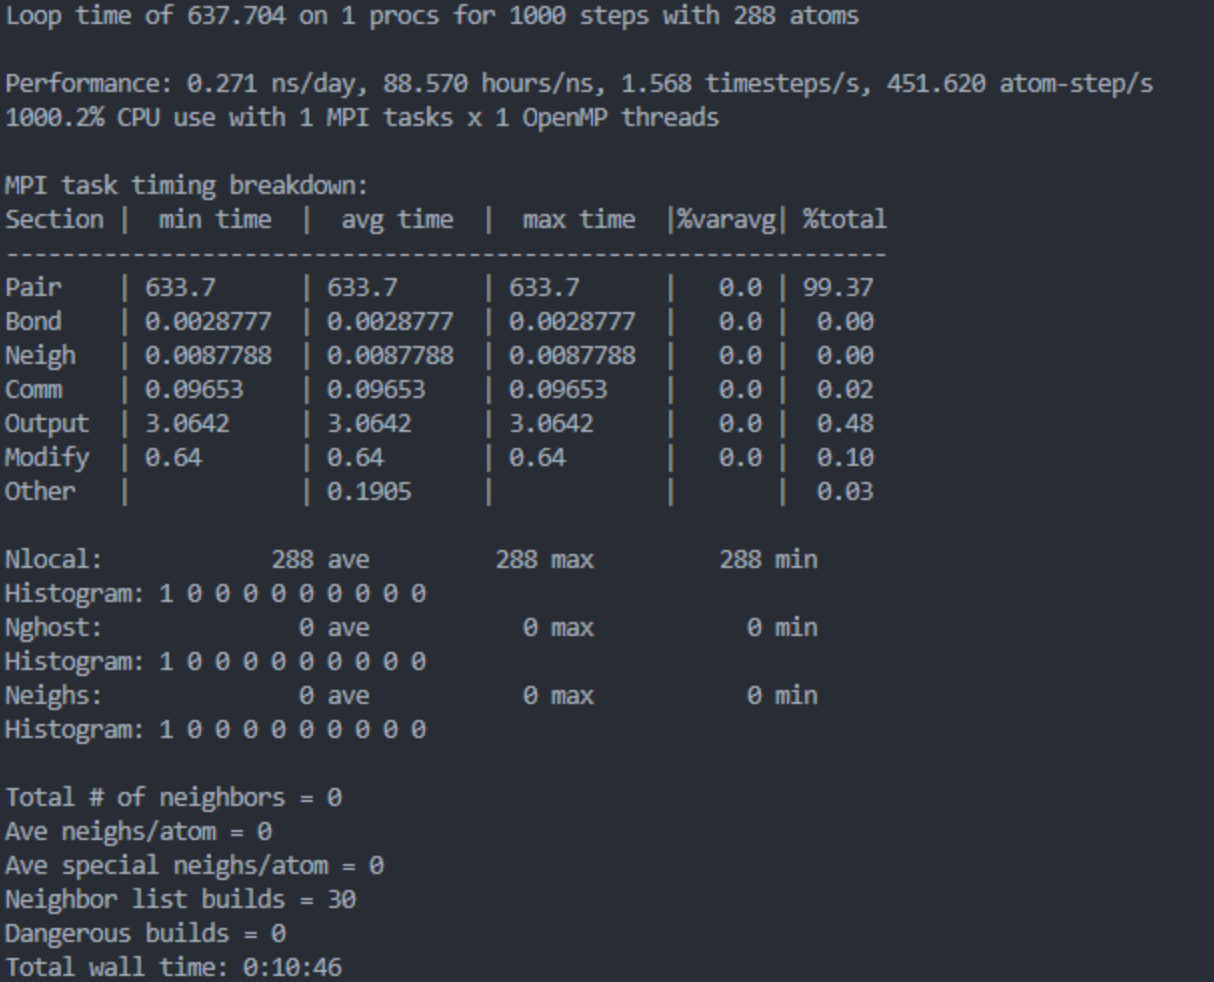 Loop time of 637.704 on 1 procs for 1000 steps with 288 atoms

Performance: 0.271 ns/day, 88.570 hours/ns, 1.568 timesteps/s, 451.620 atom-step/s
1000.2% CPU use with 1 MPI tasks x 1 OpenMP threads

MPI task timing breakdown:
Section |  min time  |  avg time  |  max time  |%varavg| %total
---------------------------------------------------------------
Pair    | 633.7      | 633.7      | 633.7      |   0.0 | 99.37
Bond    | 0.0028777  | 0.0028777  | 0.0028777  |   0.0 |  0.00
Neigh   | 0.0087788  | 0.0087788  | 0.0087788  |   0.0 |  0.00
Comm    | 0.09653    | 0.09653    | 0.09653    |   0.0 |  0.02
Output  | 3.0642     | 3.0642     | 3.0642     |   0.0 |  0.48
Modify  | 0.64       | 0.64       | 0.64       |   0.0 |  0.10
Other   |            | 0.1905     |            |       |  0.03

Nlocal:            288 ave         288 max         288 min
Histogram: 1 0 0 0 0 0 0 0 0 0
Nghost:              0 ave           0 max           0 min
Histogram: 1 0 0 0 0 0 0 0 0 0
Neighs:              0 ave           0 max           0 min
Histogram: 1 0 0 0 0 0 0 0 0 0

Total # of neighbors = 0
Ave neighs/atom = 0
Ave special neighs/atom = 0
Neighbor list builds = 30
Dangerous builds = 0
Total wall time: 0:10:46